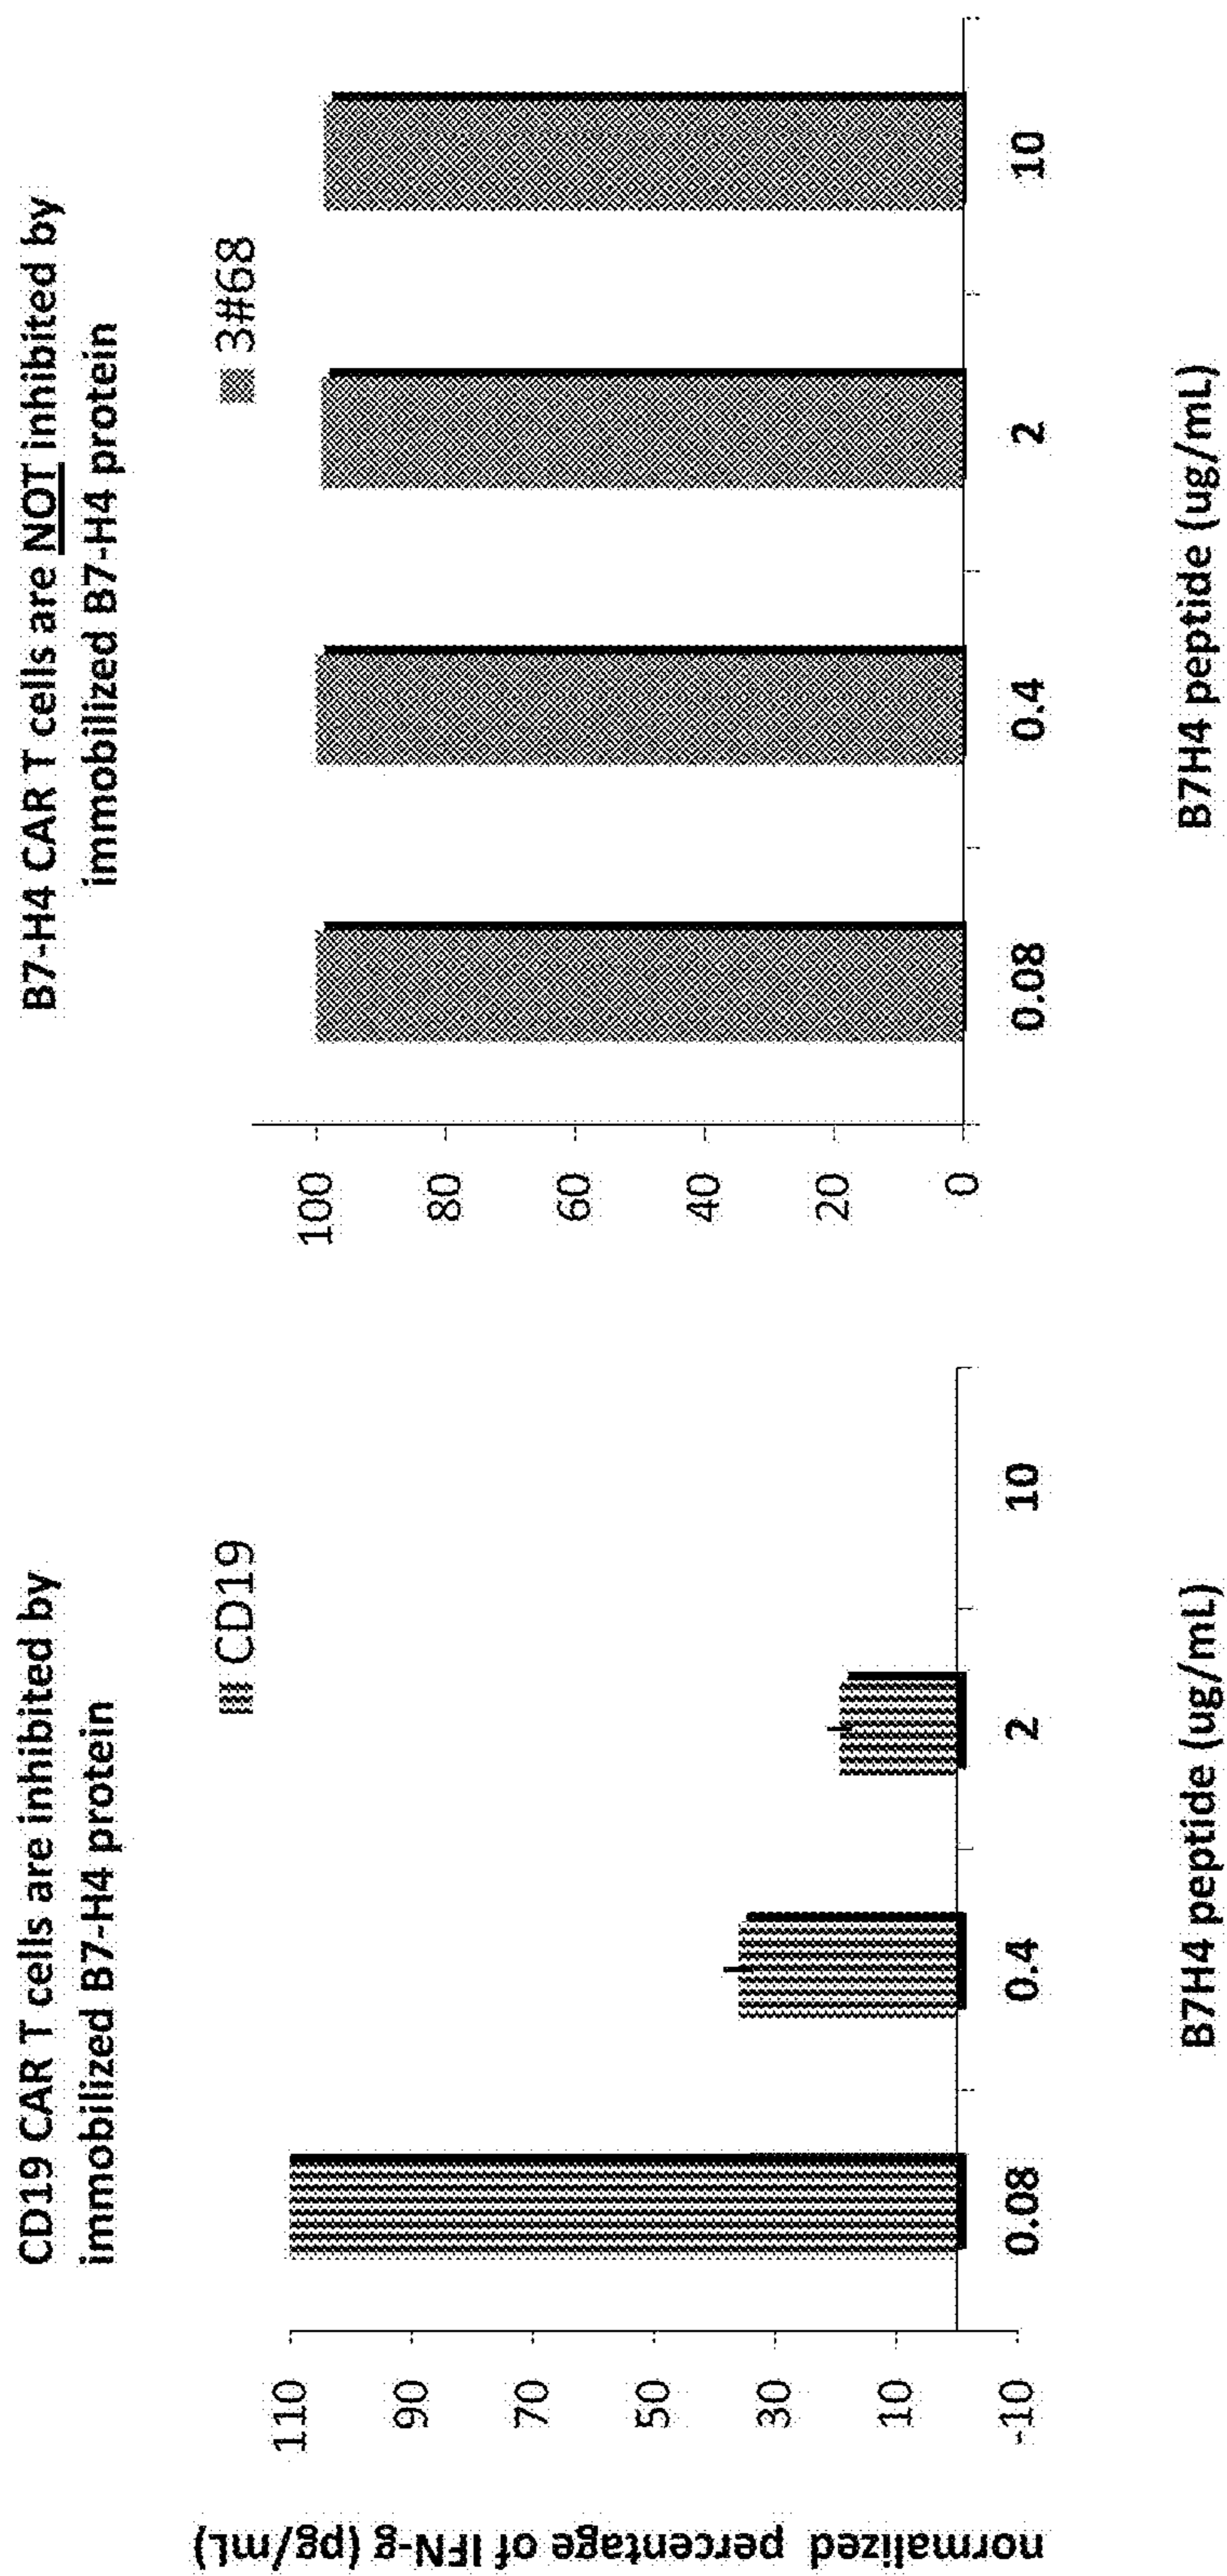 CD19 CAR T cells are inhibited by
immobilized B7-H4 protein
CD19
normalized percentage of IFN-g (pg/mL)
110
90
70
50
30
10
-10
0.08
0.4
2
10
B7H4 peptide (ug/mL)
B7-H4 CAR T cells are NOT inhibited by
immobilized B7-H4 protein
3#68
100
80
60
40
20
0
0.08
0.4
2
10
B7H4 peptide (ug/mL)